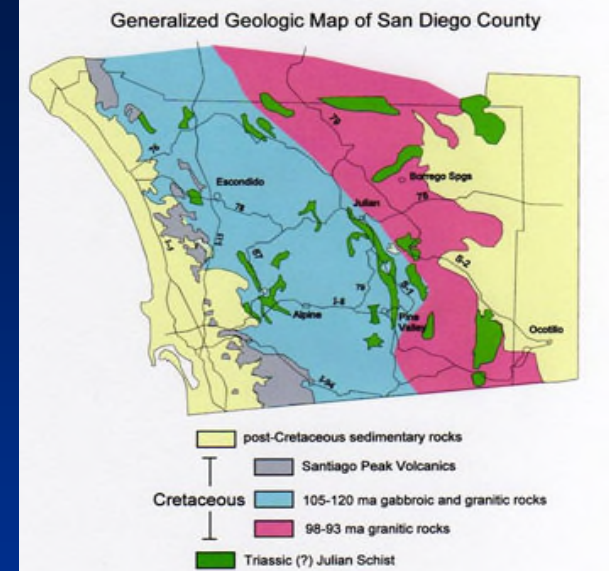 Generalized Geologic Map of San Diego County
79
Escondido
Borrego Spgs
78
Julian
78
I-5
I-15
67
S-2
79
S-1
Alpine
I-8
Pine
Valley
Ocotillo
I-94
post-Cretaceous sedimentary rocks
Santiago Peak Volcanics
Cretaceous
105-120 ma gabbroic and granitic rocks
98-93 ma granitic rocks
Triassic (?) Julian Schist